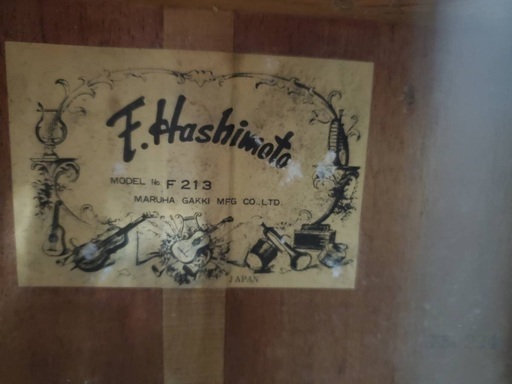 F. Hashimoto
MODEL No F 213
MARUHA GAKKI MFG CO., LTD.
JAPAN